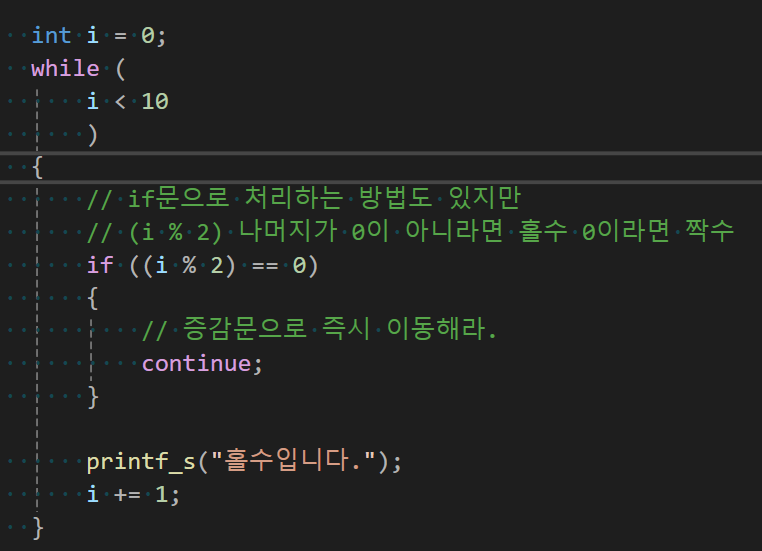 int i = 0;
while (
i < 10
)
{
// if문으로 처리하는 방법도 있지만
// (i % 2) 나머지가 0이 아니라면 홀수 0이라면 짝수
if ((i % 2) == 0)
{
// 증감문으로 즉시 이동해라.
continue;
}
printf_s("홀수입니다.");
i += 1;
}